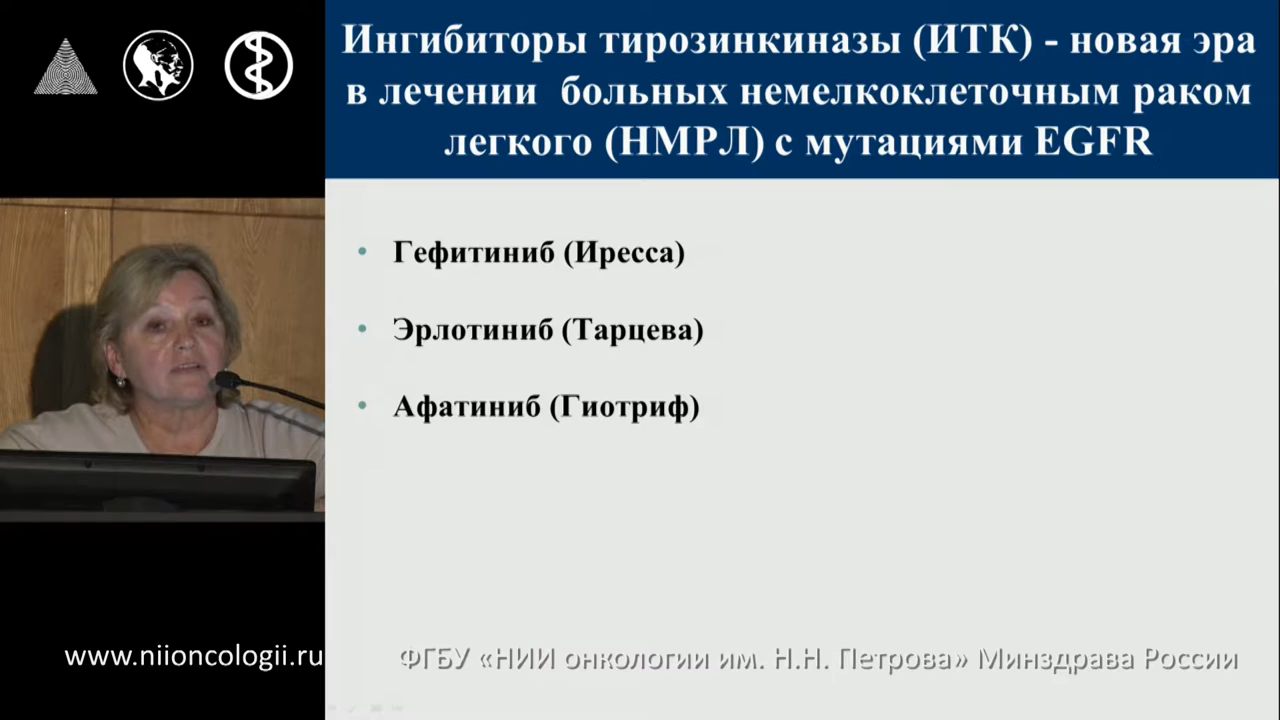 Ингибиторы тирозинкиназы (ИТК) - новая эра
в лечении больных немелкоклеточным раком
легкого (НМРЛ) с мутациями EGFR
• Гефитиниб (Иресса)
• Эрлотиниб (Тарцева)
• Афатиниб (Гиотриф)
www.niioncologii.ru
ФГБУ «НИИ онкологии им. Н.Н. Петрова» Минздрава России